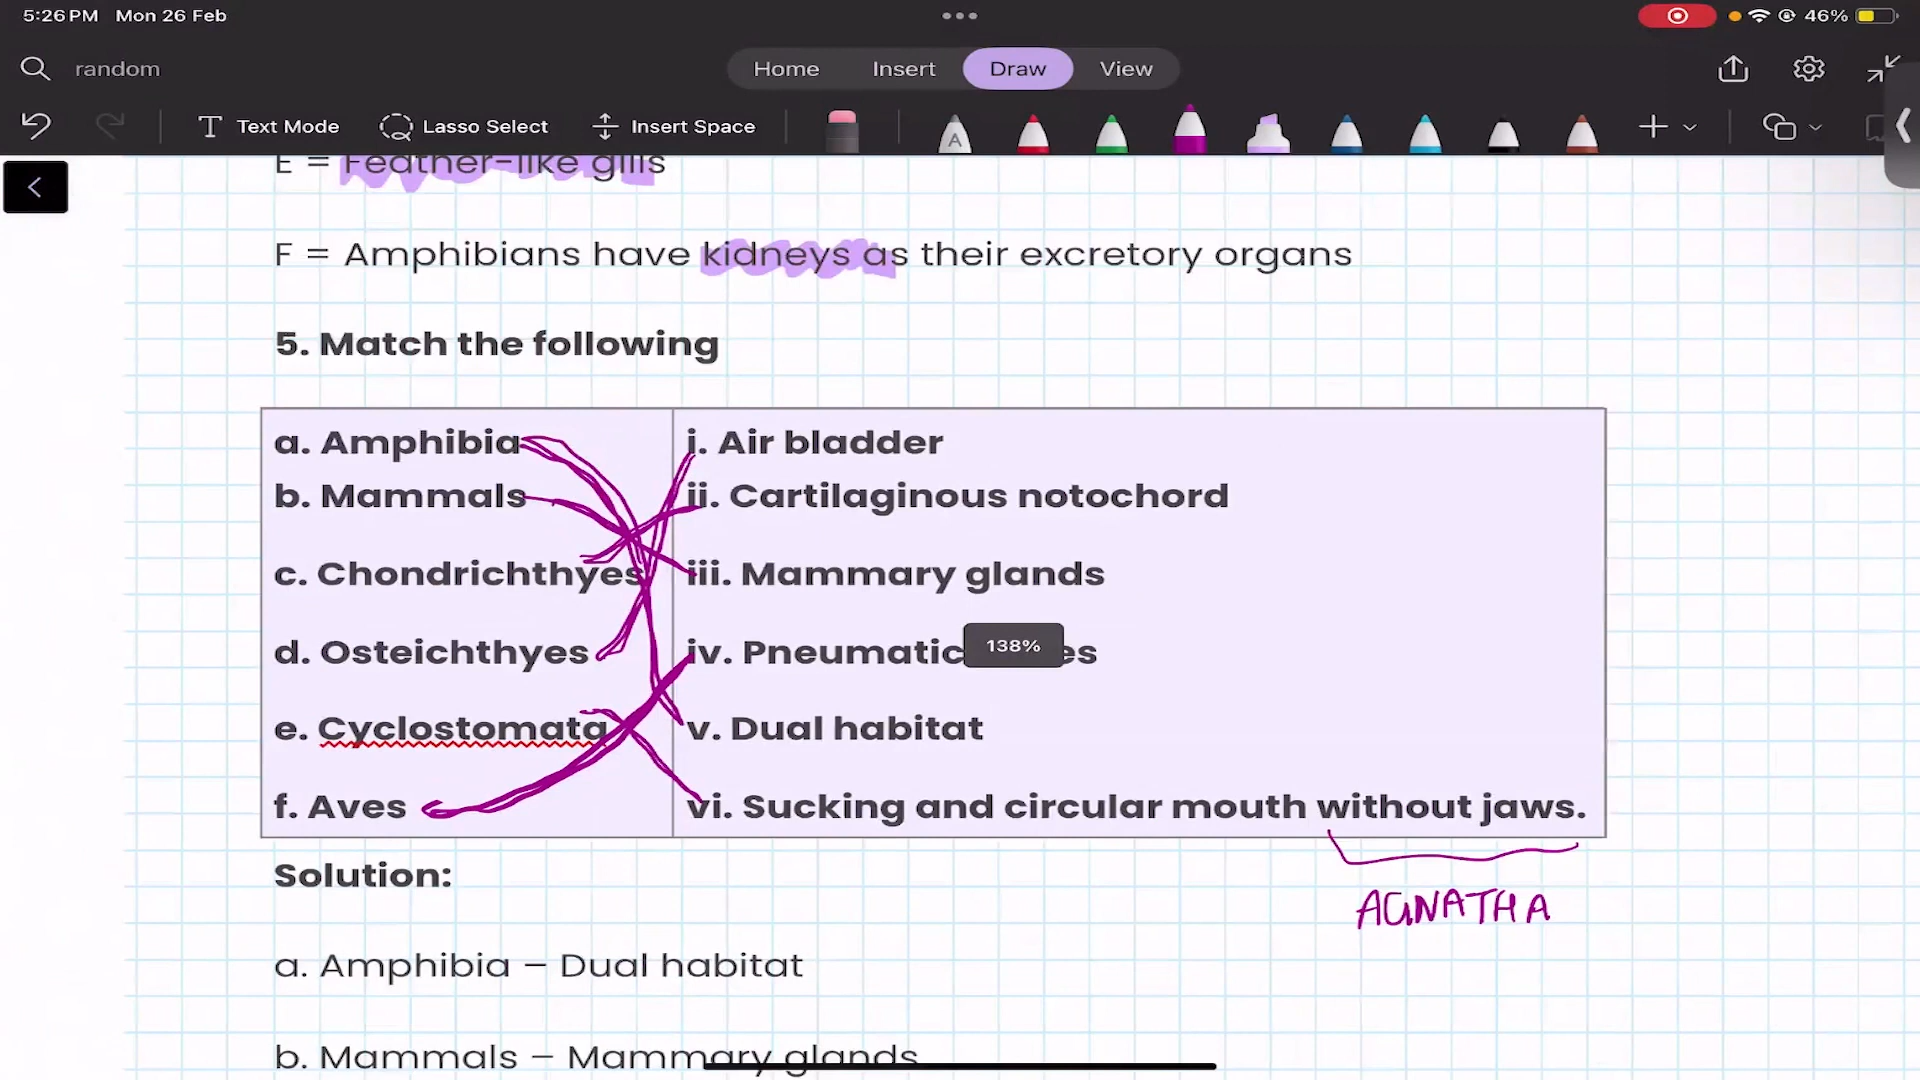 5:26 PM Mon 26 Feb
46%
random
Home Insert Draw View
Text Mode Lasso Select Insert Space
A
E = Feather-like gills
F = Amphibians have kidneys as their excretory organs
5. Match the following
a. Amphibia i. Air bladder
b. Mammals ii. Cartilaginous notochord
c. Chondrichthyes iii. Mammary glands
d. Osteichthyes iv. Pneumatic
138%
e. Cyclostomata v. Dual habitat
f. Aves vi. Sucking and circular mouth without jaws.
Solution:
AGNATHA
a. Amphibia – Dual habitat
b. Mammals – Mammary glands